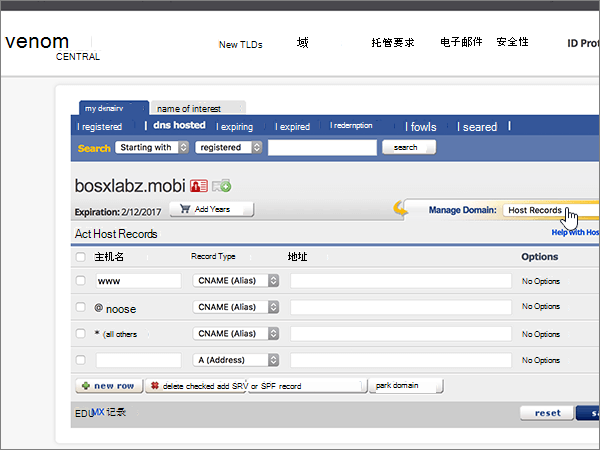 venom
CENTRAL
New TLDs 域 托管要求 电子邮件 安全性 ID Prot
my
name of interest
registered dns hosted expiring expired redemption fowls seared
Search Starting with registered search
bosxlabz.mobi
Expiration: 2/12/2017 Add Years
Manage Domain: Host Records
Act Host Records
Help with Hos
主机名 Record Type 地址 Options
www CNAME (Alias) No Options
@ noose CNAME (Alias) No Options
* (all others CNAME (Alias) No Options
A (Address) No Options
new row delete checked add SRV or SPF record park domain
EDU MX 记录 reset sa